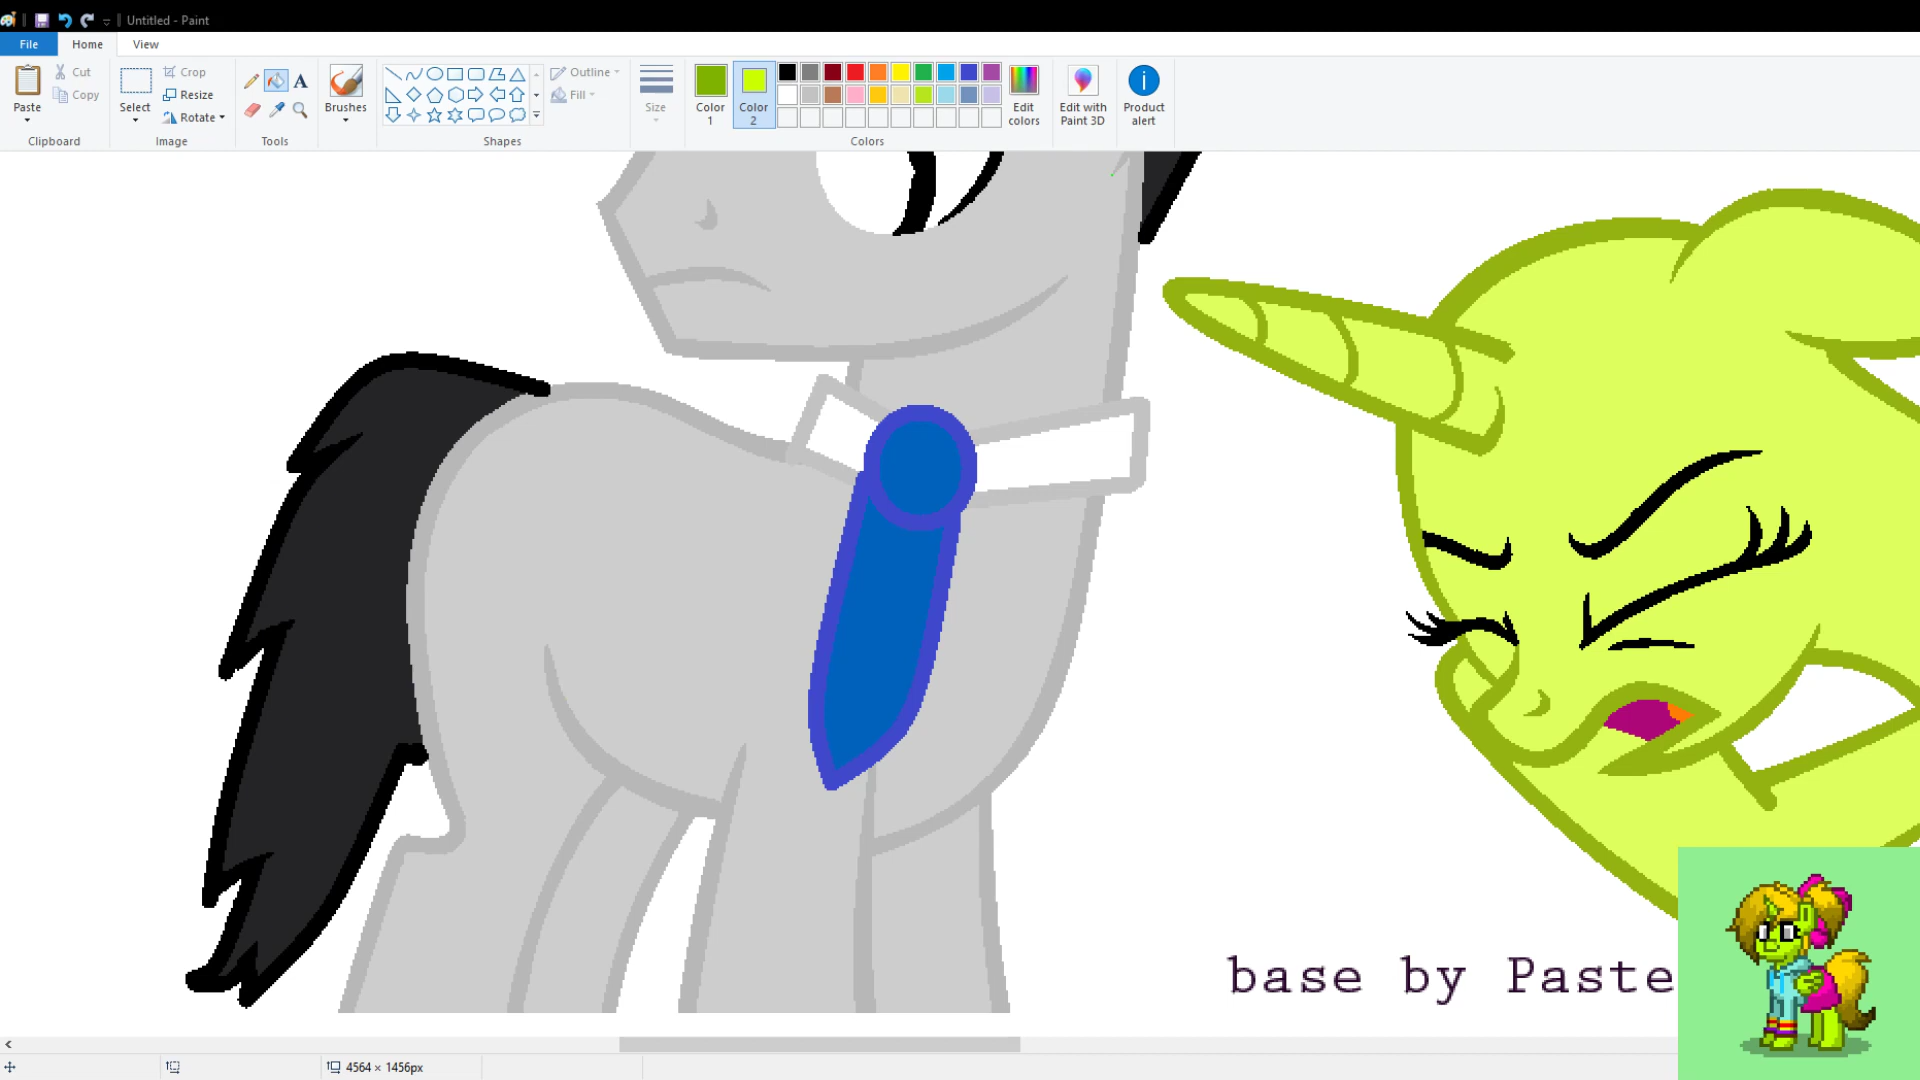 Untitled - Paint
File Home View
Paste Cut Copy Clipboard
Select Crop Resize Rotate Image
Tools
Brushes
Outline Fill Shapes
Size
Color 1 Color 2 Edit colors Colors
Edit with Paint 3D
Product alert
base by Paste
4564 × 1456px